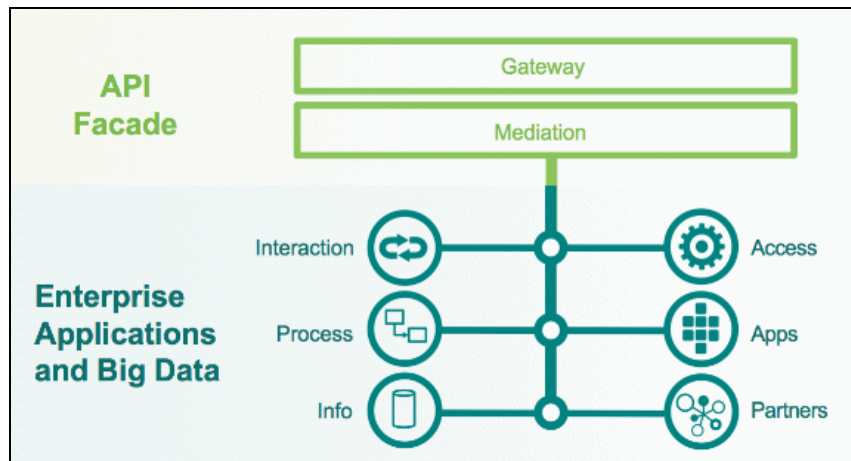 API
Facade
Gateway
Mediation
Enterprise
Applications
and Big Data
Interaction
Access
Process
Apps
Info
Partners